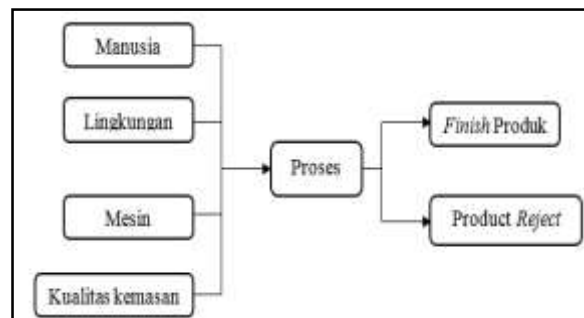 Manusia
Lingkungan
Mesin
Kualitas kemasan
Proses
Finish Produk
Product Reject